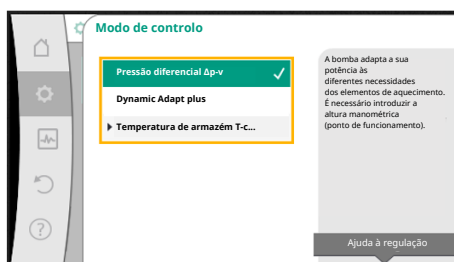 Modo de controlo
Pressão diferencial Δp-v
Dynamic Adapt plus
Temperatura de armazém T-c...
A bomba adapta a sua
potência às
diferentes necessidades
dos elementos de aquecimento.
É necessário introduzir a
altura manométrica
(ponto de funcionamento).
Ajuda à regulação